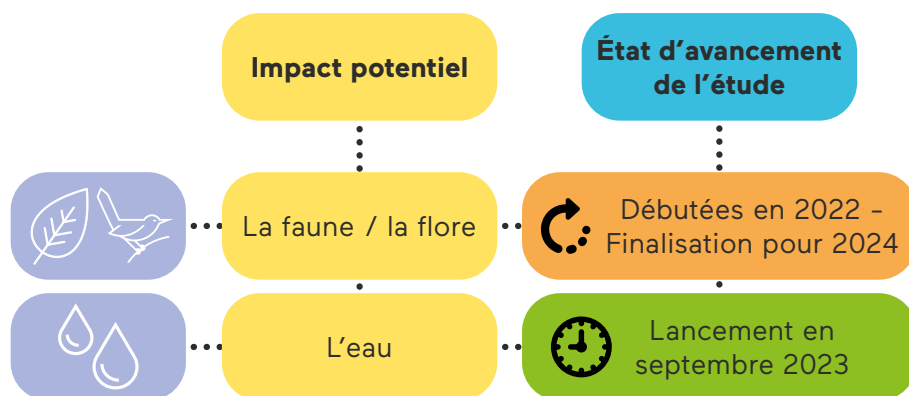 Impact potentiel
État d’avancement
de l’étude
La faune / la flore
Débutées en 2022 -
Finalisation pour 2024
L’eau
Lancement en
septembre 2023